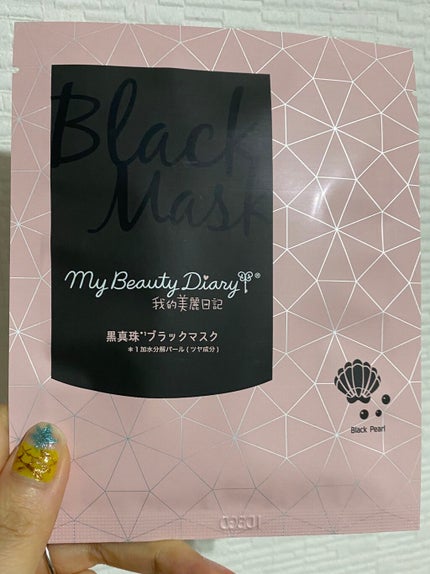 Black
Mask
My Beauty Diary®
我的美麗日記
黒真珠*¹ブラックマスク
＊1 加水分解パール ( ツヤ成分 )
Black Pearl